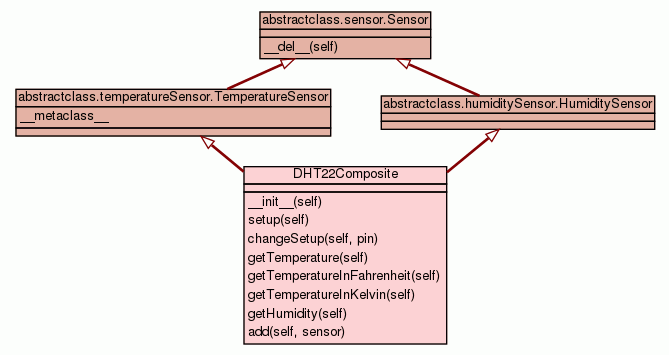 abstractclass.sensor.Sensor
__del__(self)
abstractclass.temperatureSensor.TemperatureSensor
__metaclass__
abstractclass.humiditySensor.HumiditySensor
DHT22Composite
__init__(self)
setup(self)
changeSetup(self, pin)
getTemperature(self)
getTemperatureInFahrenheit(self)
getTemperatureInKelvin(self)
getHumidity(self)
add(self, sensor)